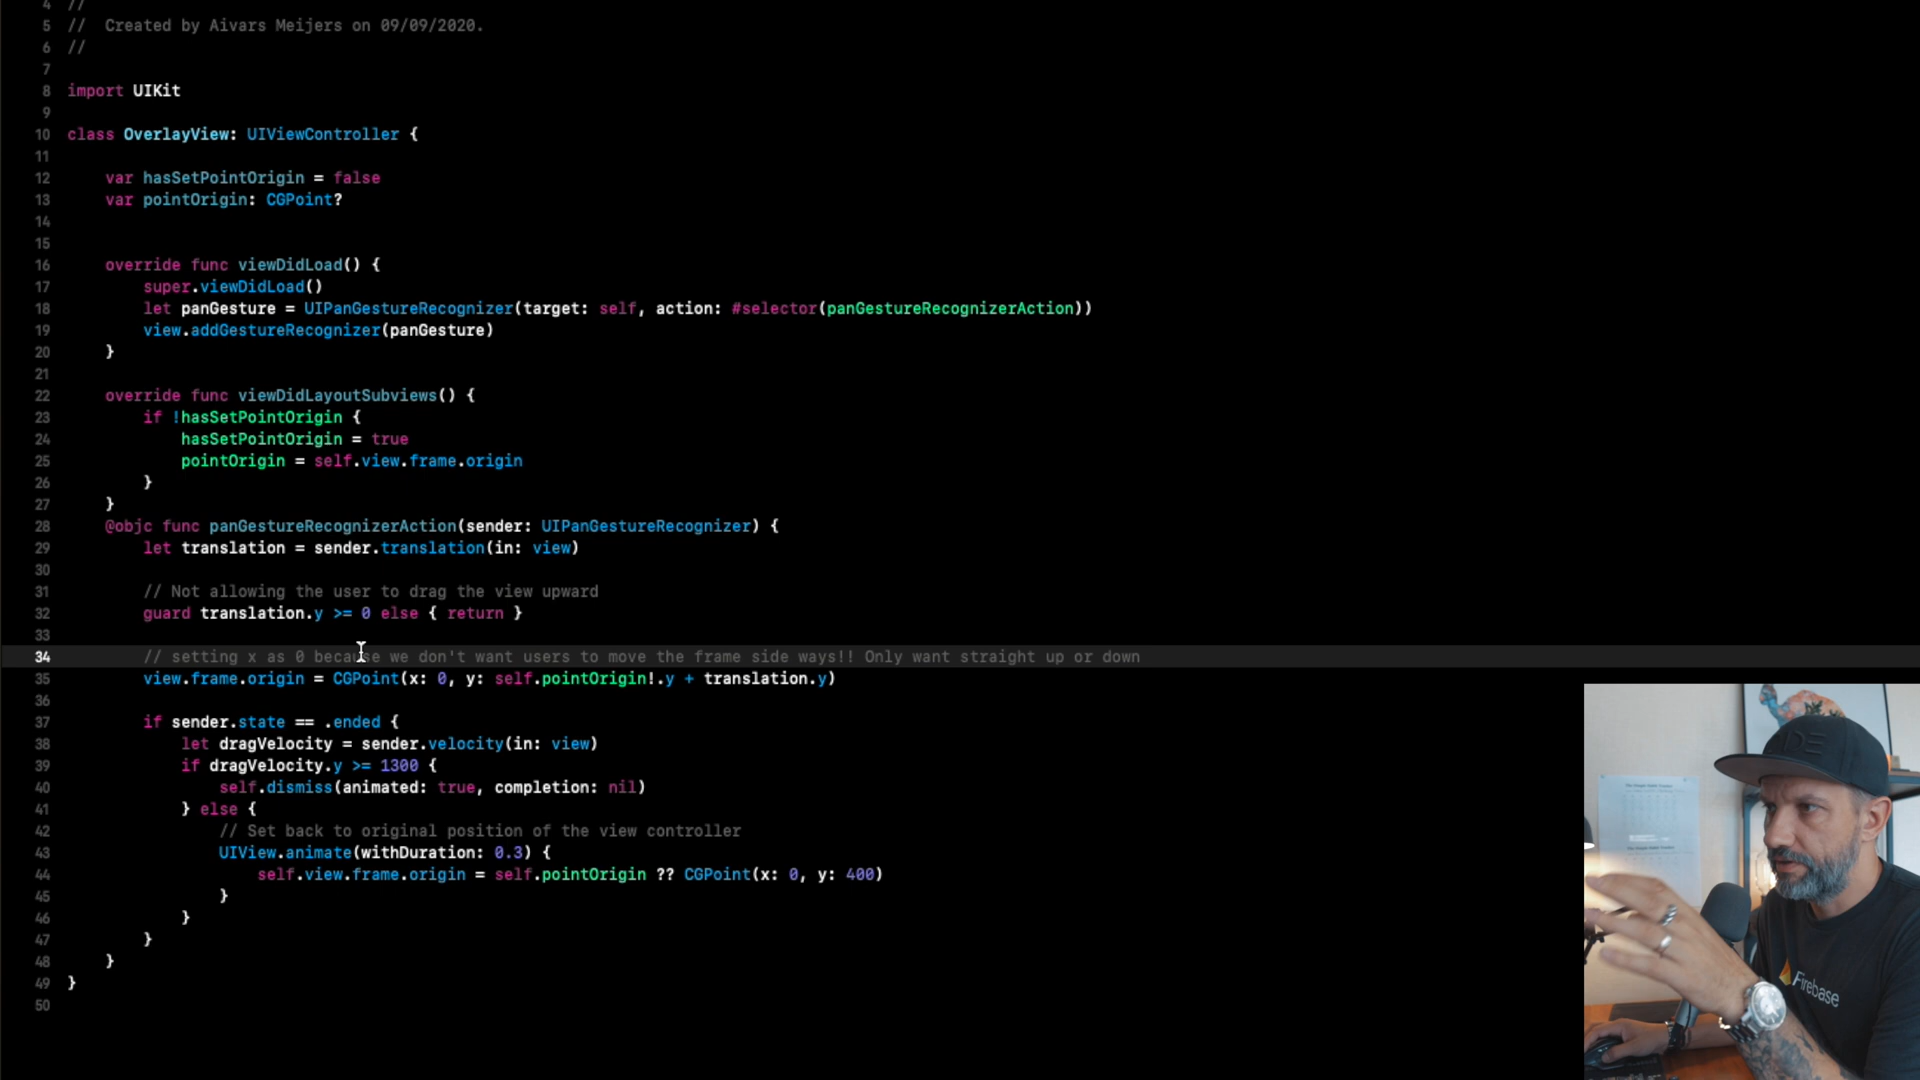 4 //
5 //  Created by Aivars Meijers on 09/09/2020.
6 //
7
8 import UIKit
9
10 class OverlayView: UIViewController {
11
12     var hasSetPointOrigin = false
13     var pointOrigin: CGPoint?
14
15
16     override func viewDidLoad() {
17         super.viewDidLoad()
18         let panGesture = UIPanGestureRecognizer(target: self, action: #selector(panGestureRecognizerAction))
19         view.addGestureRecognizer(panGesture)
20     }
21
22     override func viewDidLayoutSubviews() {
23         if !hasSetPointOrigin {
24             hasSetPointOrigin = true
25             pointOrigin = self.view.frame.origin
26         }
27     }
28     @objc func panGestureRecognizerAction(sender: UIPanGestureRecognizer) {
29         let translation = sender.translation(in: view)
30
31         // Not allowing the user to drag the view upward
32         guard translation.y >= 0 else { return }
33
34         // setting x as 0 because we don't want users to move the frame side ways!! Only want straight up or down
35         view.frame.origin = CGPoint(x: 0, y: self.pointOrigin!.y + translation.y)
36
37         if sender.state == .ended {
38             let dragVelocity = sender.velocity(in: view)
39             if dragVelocity.y >= 1300 {
40                 self.dismiss(animated: true, completion: nil)
41             } else {
42                 // Set back to original position of the view controller
43                 UIView.animate(withDuration: 0.3) {
44                     self.view.frame.origin = self.pointOrigin ?? CGPoint(x: 0, y: 400)
45                 }
46             }
47         }
48     }
49 }
50
Firebase